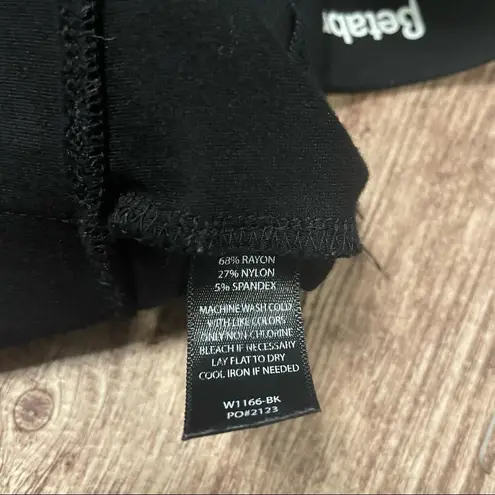 Betab
68% RAYON
27% NYLON
5% SPANDEX
MACHINE WASH COLD
WITH LIKE COLORS
ONLY NON-CHLORINE
BLEACH IF NECESSARY
LAY FLAT TO DRY
COOL IRON IF NEEDED
W1166-BK
PO#2123